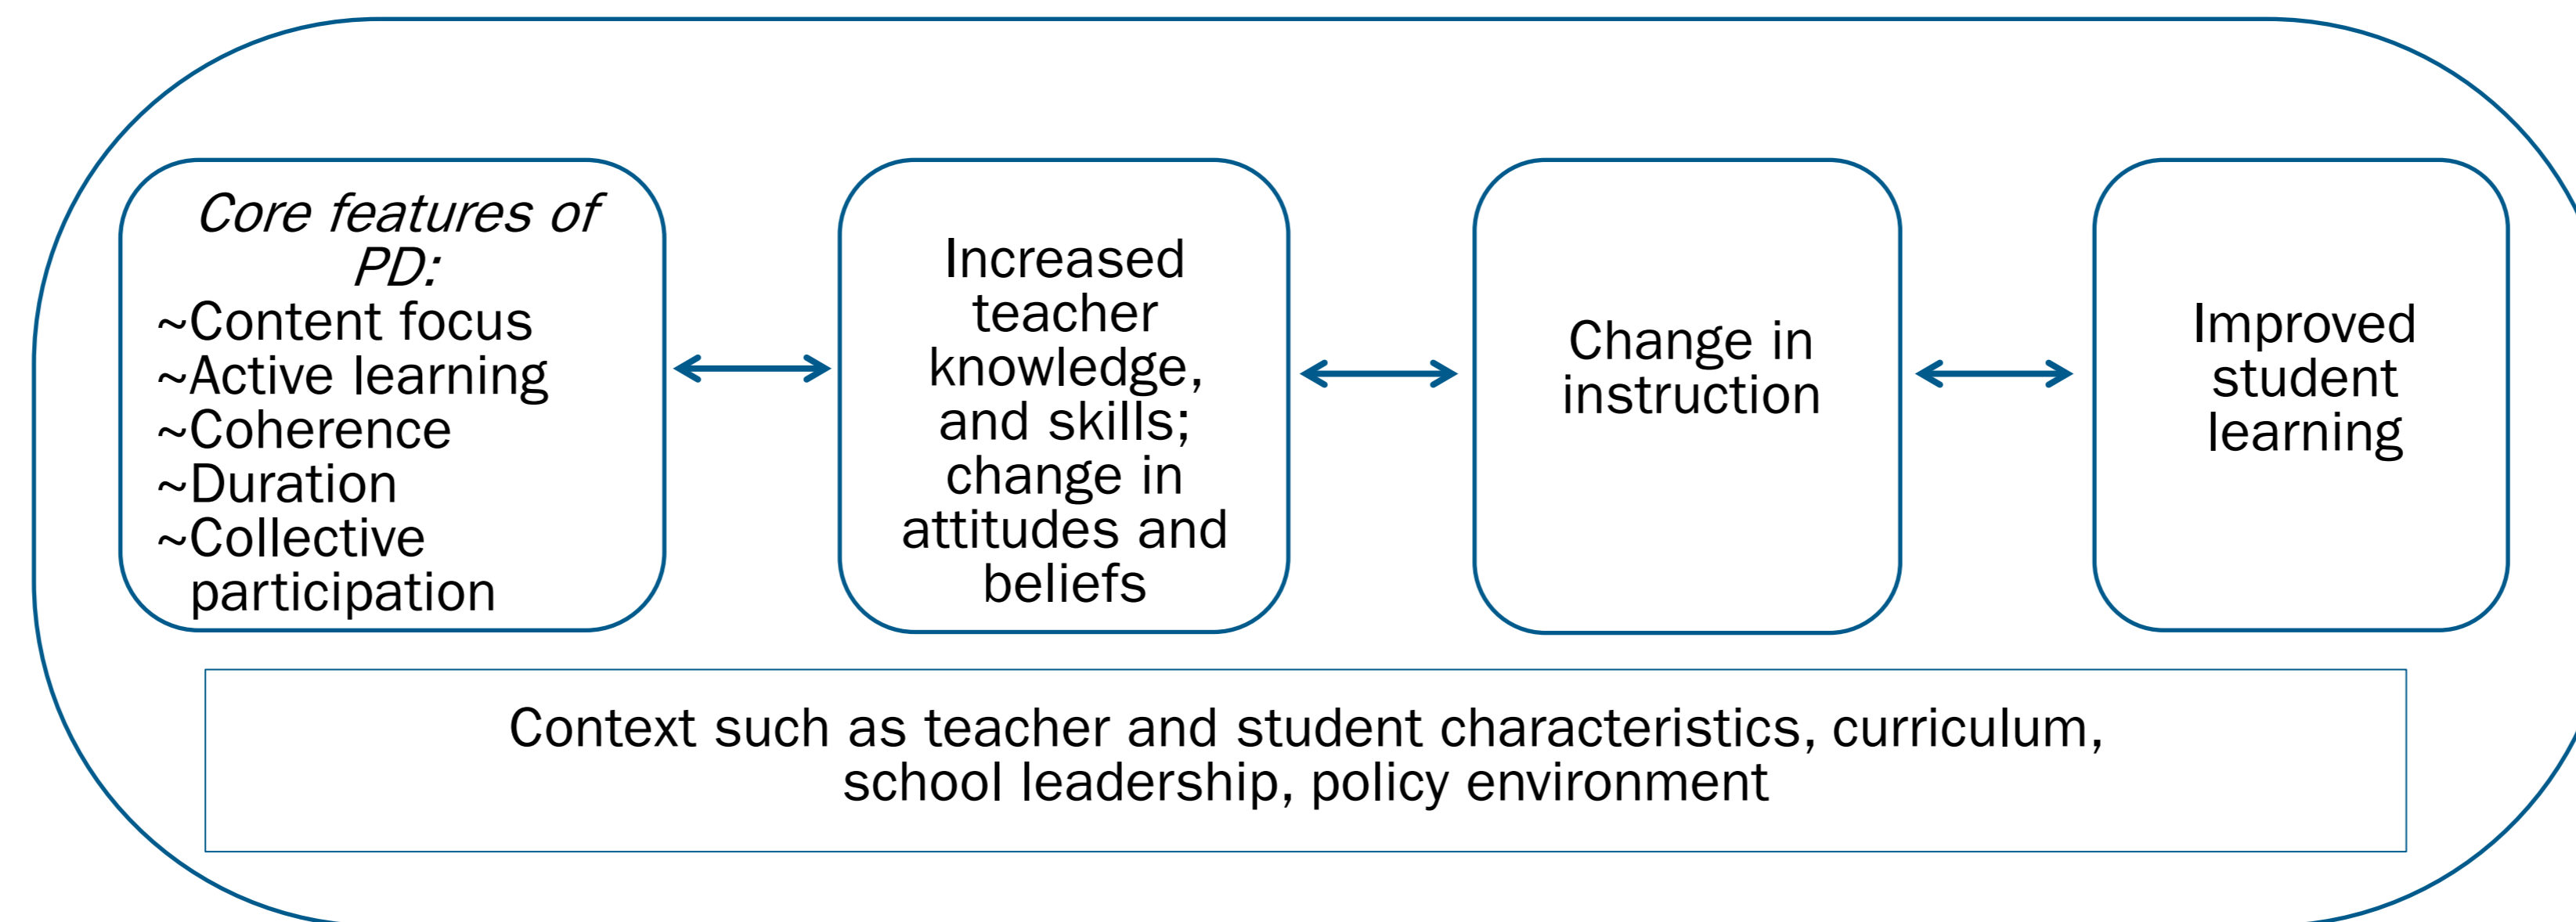 Core features of
PD:
~Content focus
~Active learning
~Coherence
~Duration
~Collective
participation
Increased
teacher
knowledge,
and skills;
change in
attitudes and
beliefs
Change in
instruction
Improved
student
learning
Context such as teacher and student characteristics, curriculum,
school leadership, policy environment